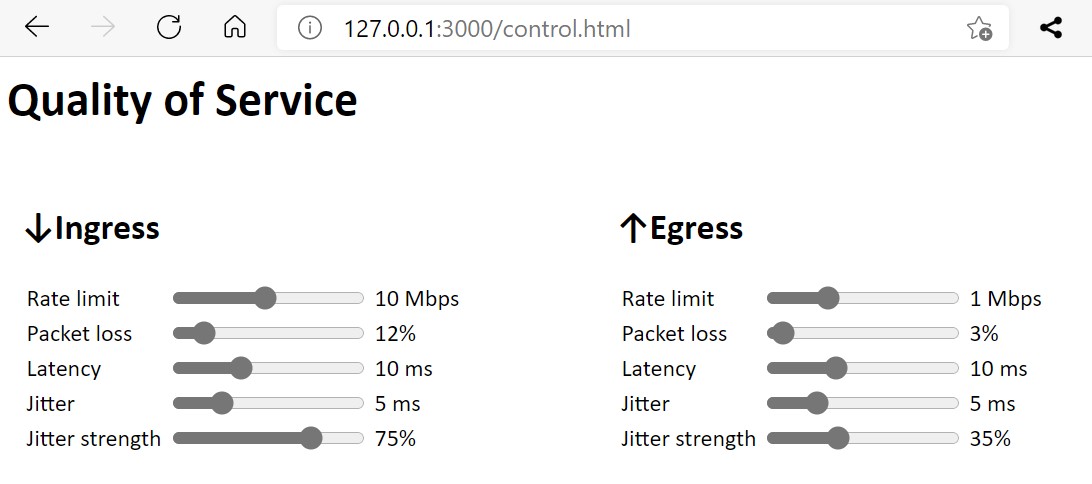 127.0.0.1:3000/control.html
Quality of Service
↓Ingress
Rate limit 10 Mbps
Packet loss 12%
Latency 10 ms
Jitter 5 ms
Jitter strength 75%
↑Egress
Rate limit 1 Mbps
Packet loss 3%
Latency 10 ms
Jitter 5 ms
Jitter strength 35%